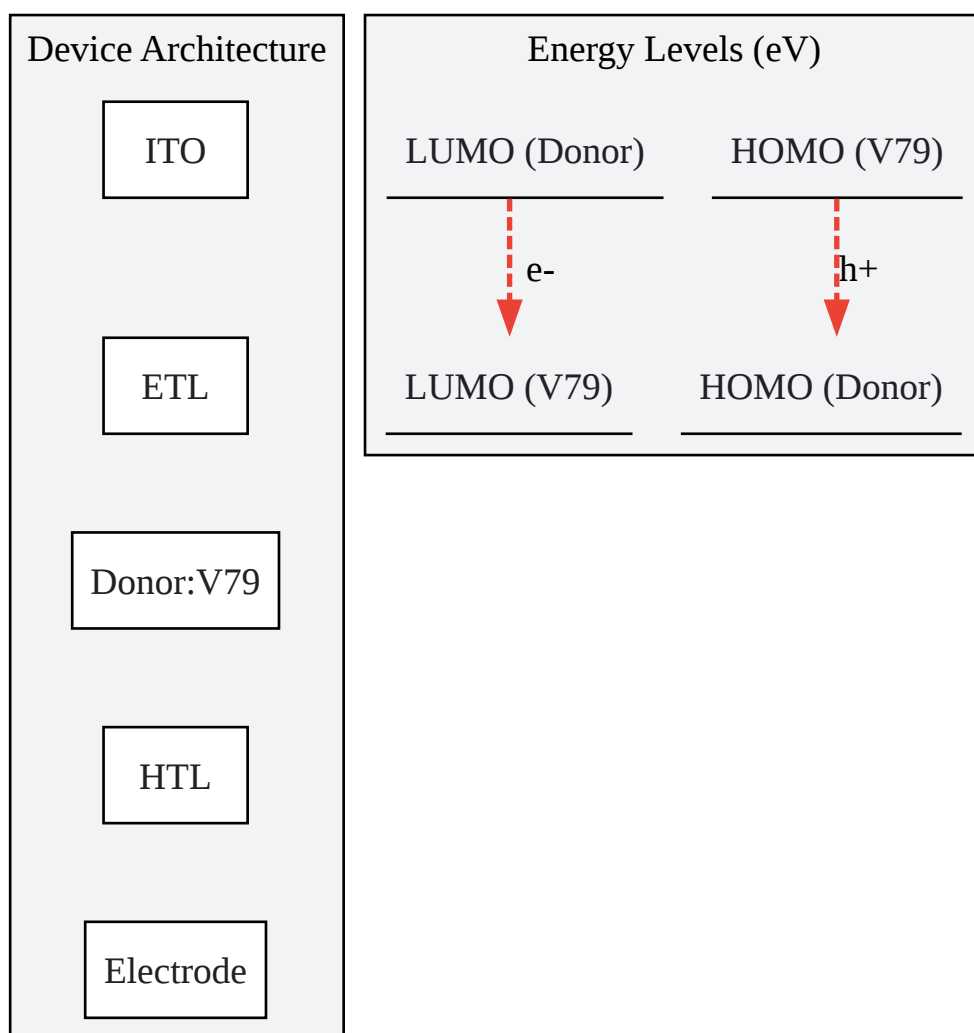 Device Architecture
ITO
ETL
Donor:V79
HTL
Electrode
Energy Levels (eV)
LUMO (Donor)
HOMO (V79)
e-
h+
LUMO (V79)
HOMO (Donor)